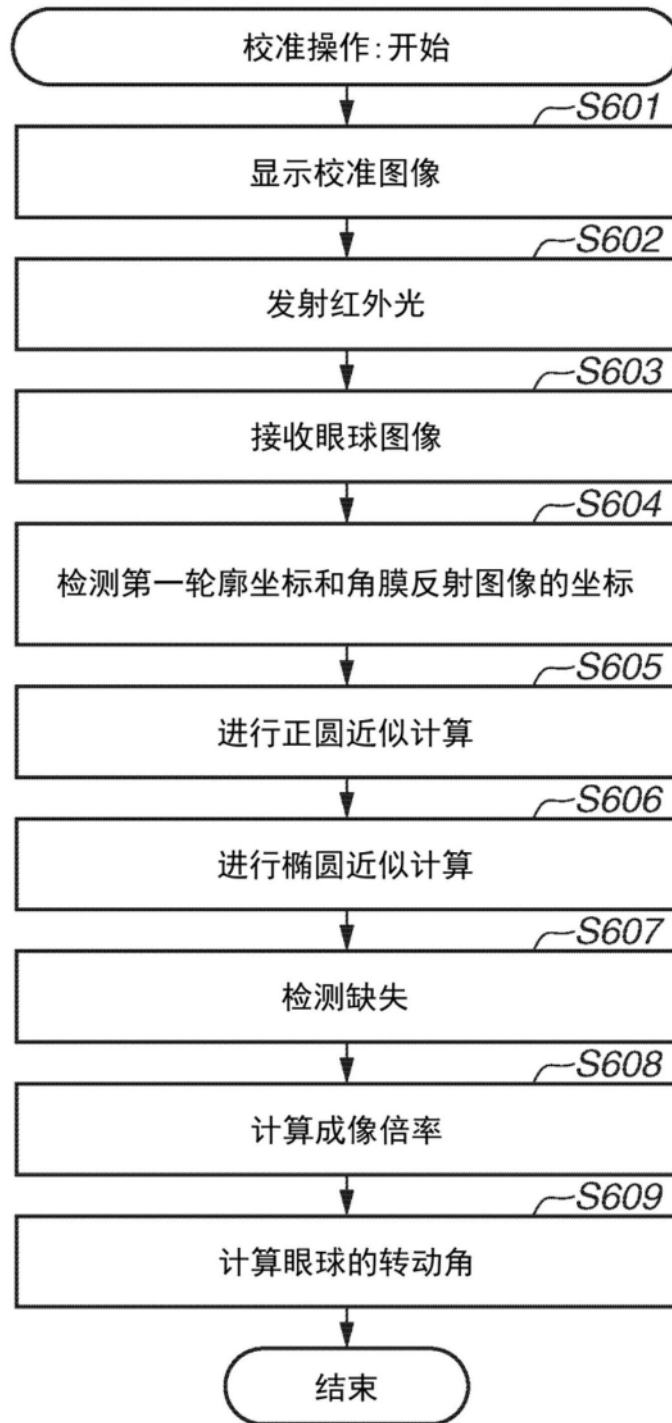 校准操作:开始
S601
显示校准图像
S602
发射红外光
S603
接收眼球图像
S604
检测第一轮廓坐标和角膜反射图像的坐标
S605
进行正圆近似计算
S606
进行椭圆近似计算
S607
检测缺失
S608
计算成像倍率
S609
计算眼球的转动角
结束